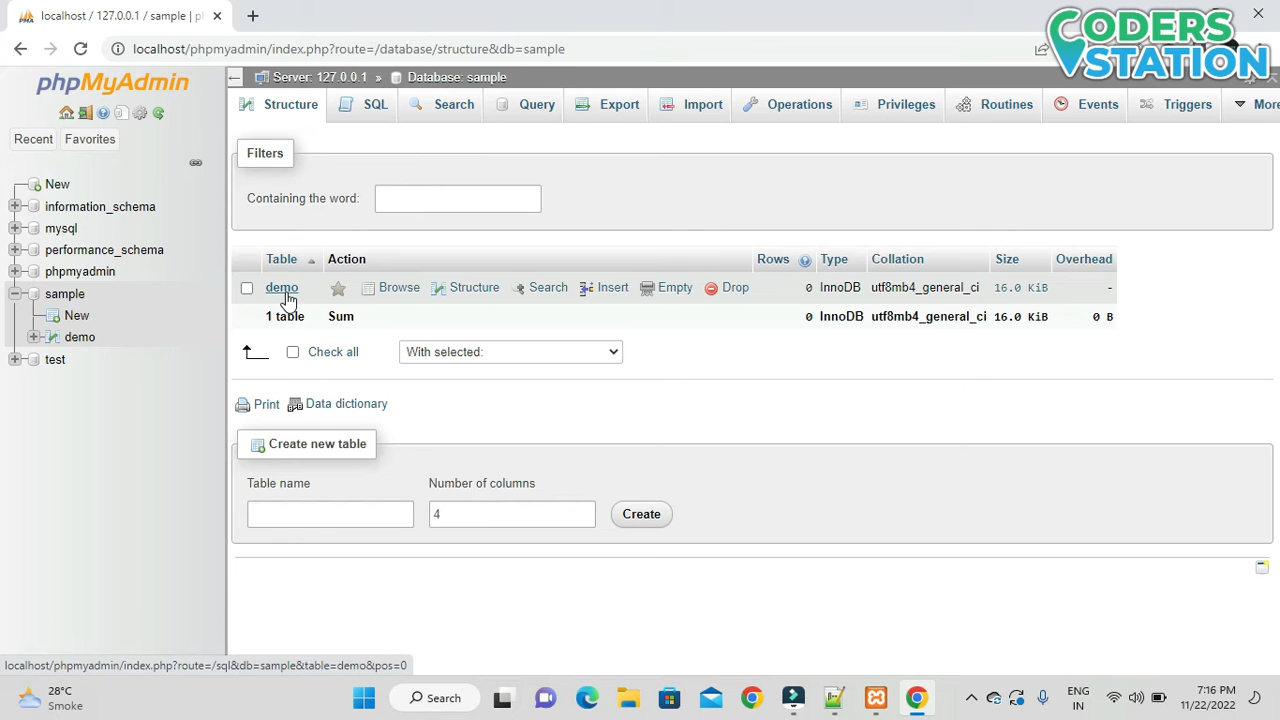 localhost / 127.0.0.1 / sample | p
localhost/phpmyadmin/index.php?route=/database/structure&db=sample
CODERS
STATION
phpMyAdmin
Recent Favorites
New
information_schema
mysql
performance_schema
phpmyadmin
sample
New
demo
test
Server: 127.0.0.1 » Database: sample
Structure SQL Search Query Export Import Operations Privileges Routines Events Triggers More
Filters
Containing the word:
Table Action Rows Type Collation Size Overhead
demo Browse Structure Search Insert Empty Drop 0 InnoDB utf8mb4_general_ci 16.0 KiB -
1 table Sum 0 InnoDB utf8mb4_general_ci 16.0 KiB 0 B
Check all With selected:
Print Data dictionary
Create new table
Table name Number of columns
4 Create
localhost/phpmyadmin/index.php?route=/sql&db=sample&table=demo&pos=0
28°C
Smoke
Search
ENG
IN
7:16 PM
11/22/2022